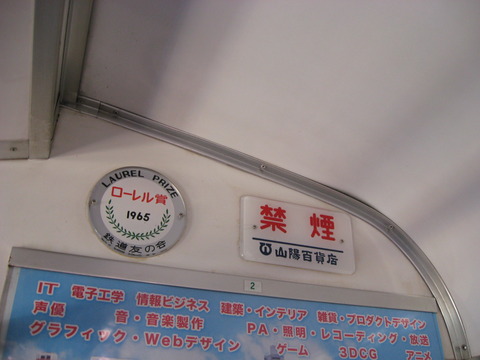 LAUREL PRIZE
ローレル賞
1965
鉄道友の会
禁煙
山陽百貨店
2
IT 電子工学 情報ビジネス 建築・インテリア 雑貨・プロダクトデザイン
声優 音・音楽製作 PA・照明・レコーディング・放送
グラフィック・Webデザイン ゲーム 3DCG アニメ